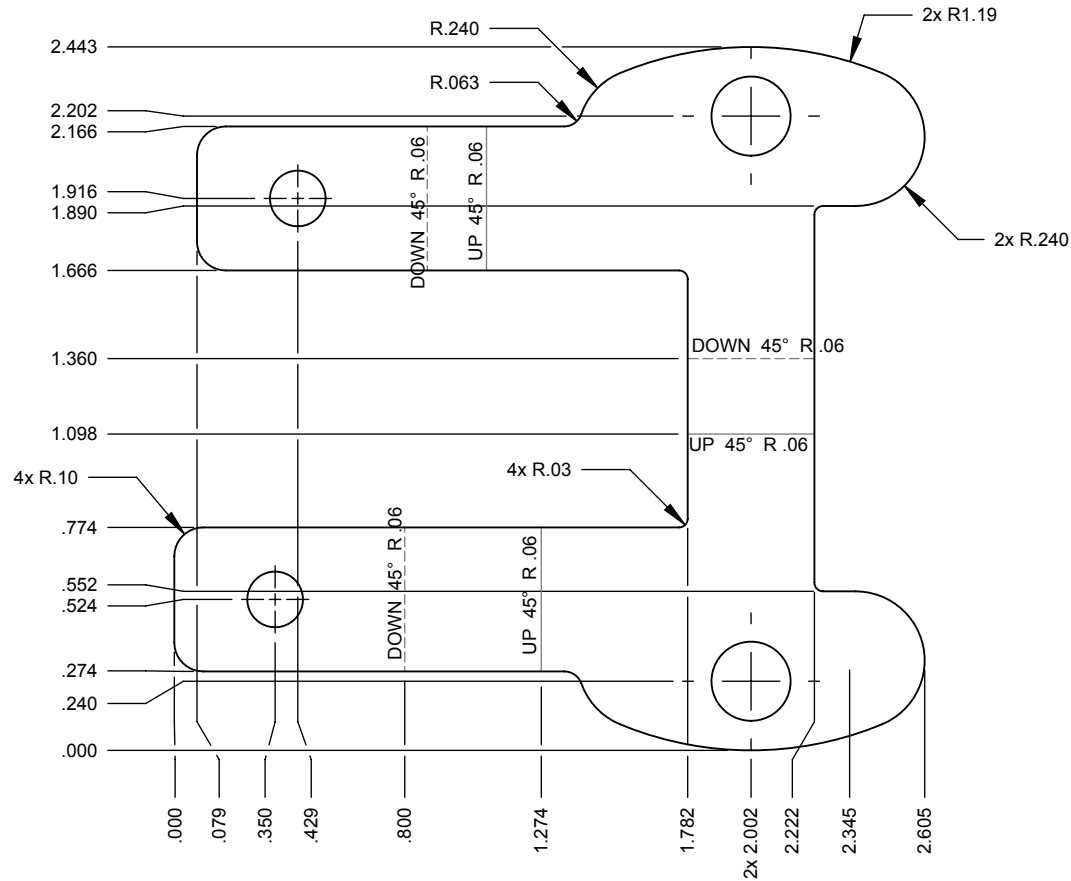 2x R1.19
R.240
2.443
R.063
2.202
2.166
DOWN 45° R .06
UP 45° R .06
1.916
1.890
2x R.240
1.666
1.360
DOWN 45° R .06
1.098
UP 45° R .06
4x R.10
4x R.03
.774
DOWN 45° R .06
UP 45° R .06
.552
.524
.274
.240
.000
.000
.079
.350
.429
.800
1.274
1.782
2x 2.002
2.222
2.345
2.605